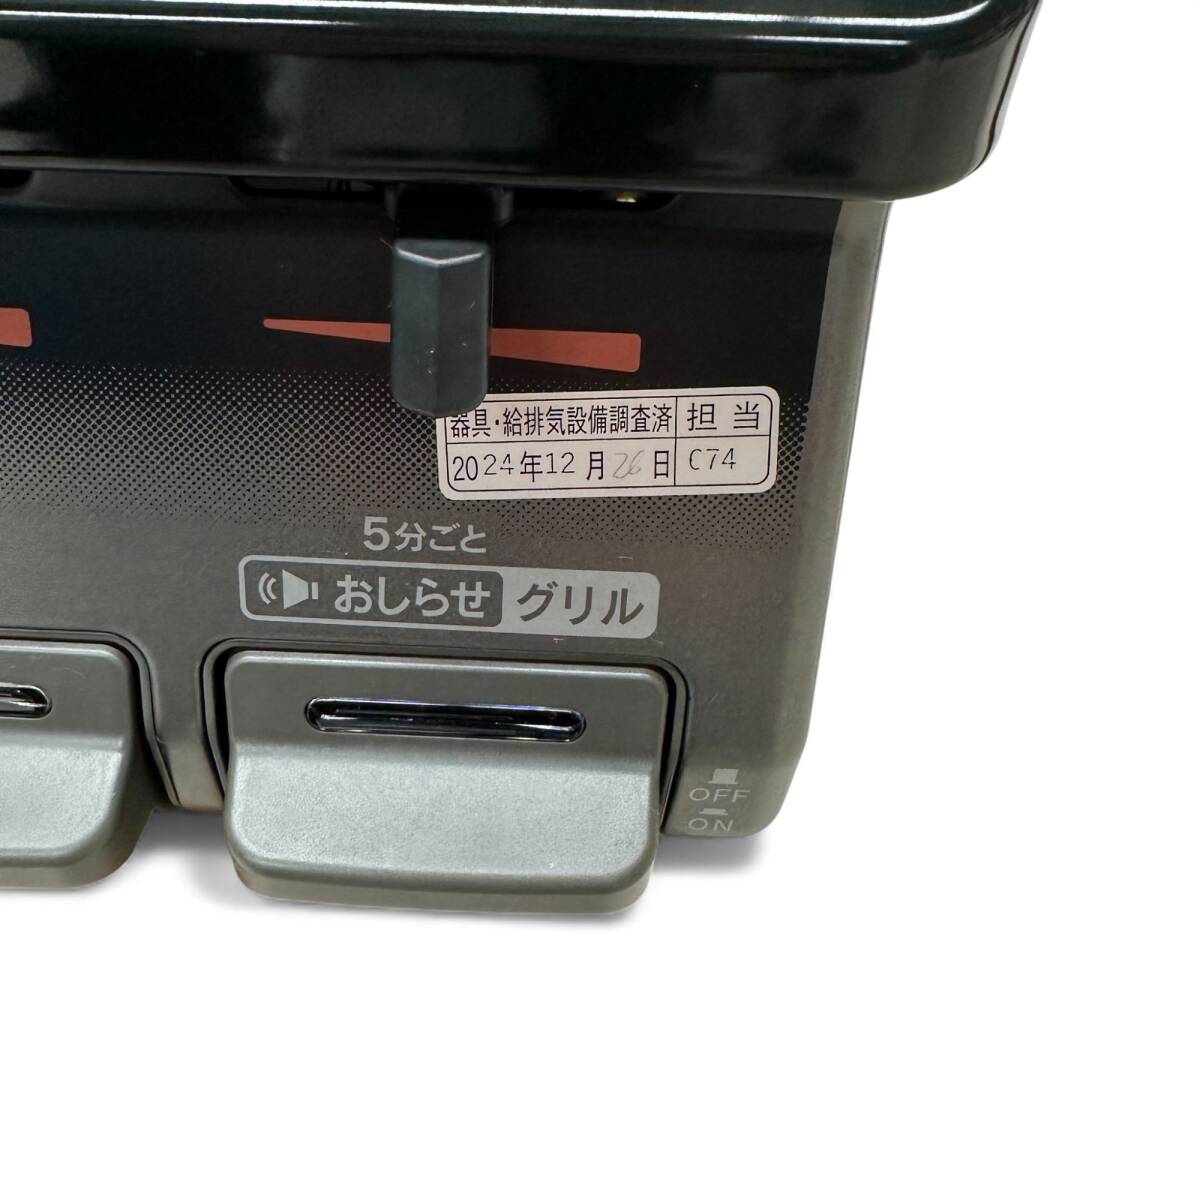 器具・給排気設備調査済 担当
2024年12月26日 C74
5分ごと
おしらせ グリル
OFF
ON